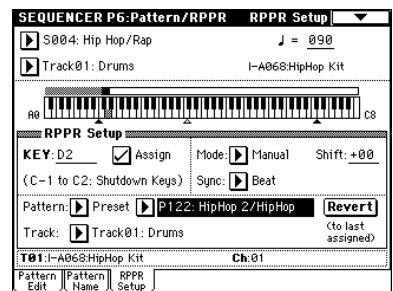 SEQUENCER P6:Pattern/RPPR RPPR Setup
S004: Hip Hop/Rap ♩ = 090
Track01: Drums I-A068:HipHop Kit
A0 C8
RPPR Setup
KEY: D2 Assign Mode: Manual Shift: +00
(C-1 to C2: Shutdown Keys) Sync: Beat
Pattern: Preset P122: HipHop 2/HipHop Revert
Track: Track01: Drums (to last
assigned)
T01:I-A068:HipHop Kit Ch:01
Pattern Edit Pattern Name RPPR Setup